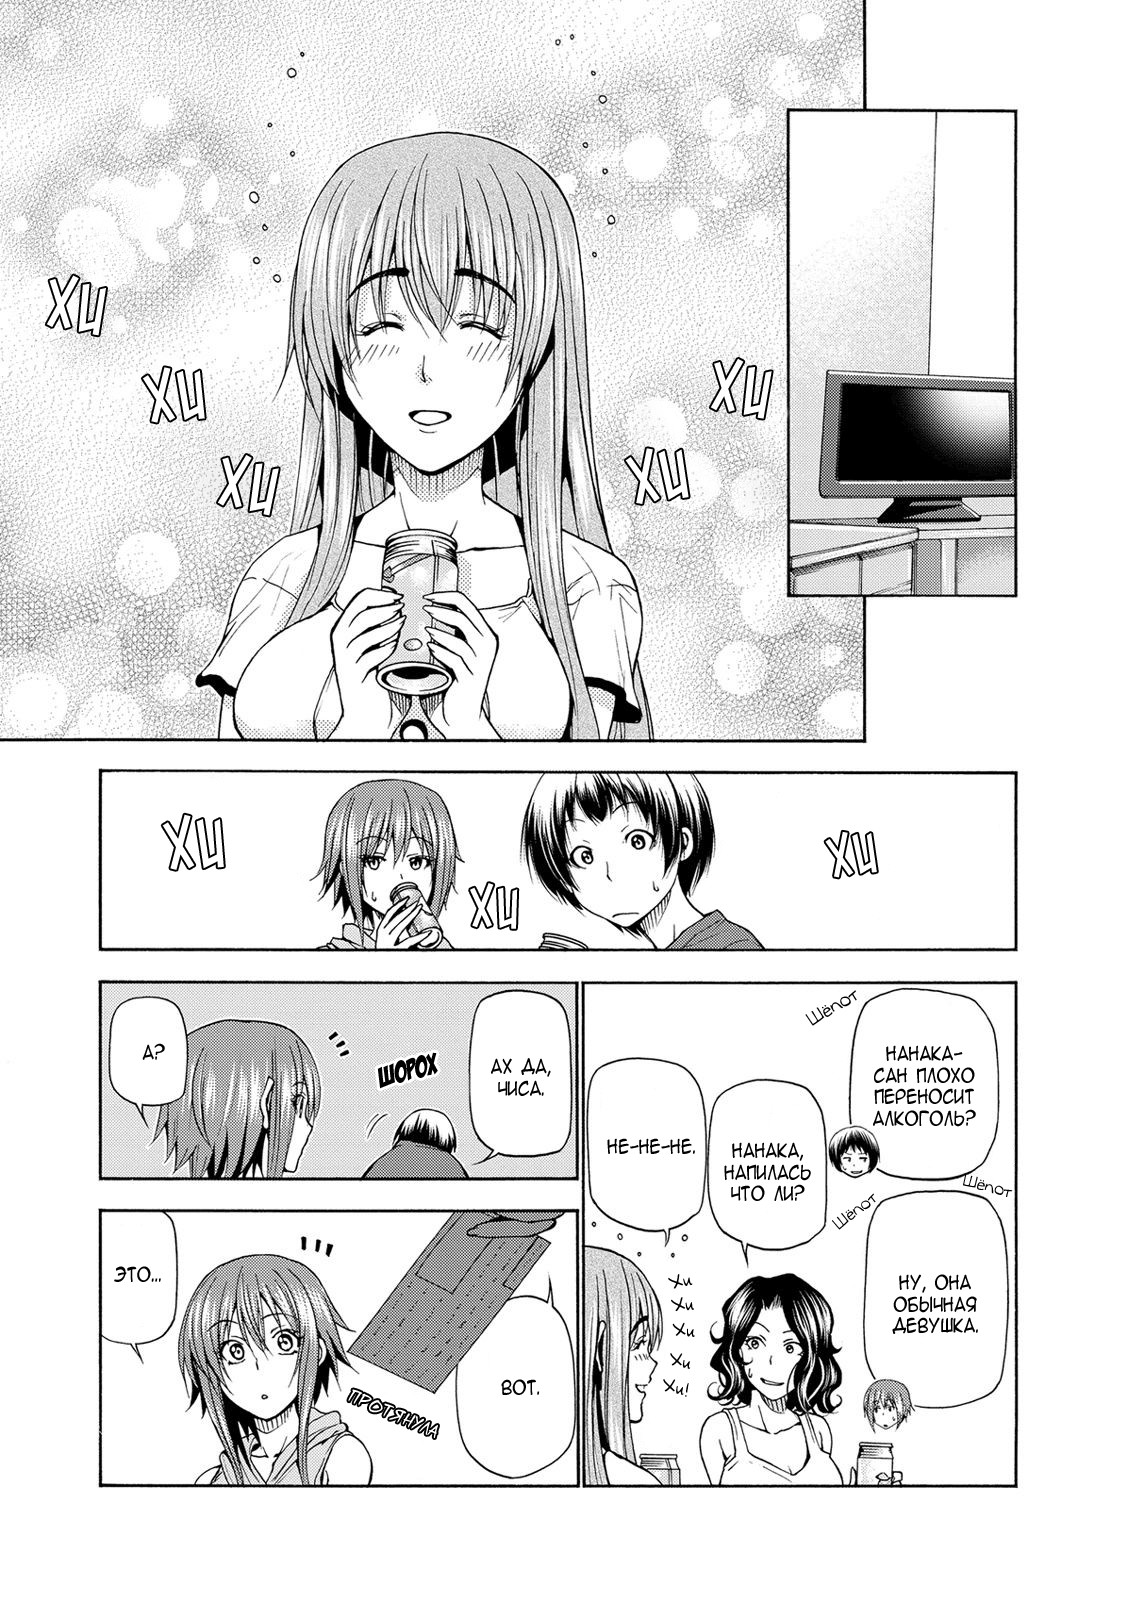 ХИ
ХИ
ХИ
ХИ
ХИ
ХИ
ХИ
ХИ
Шёпот
НАНАКА-
САН ПЛОХО
ПЕРЕНОСИТ
АЛКОГОЛЬ?
Шёпот
Шёпот
НУ, ОНА
ОБЫЧНАЯ
ДЕВУШКА.
НАНАКА,
НАПИЛАСЬ
ЧТО ЛИ?
НЕ-НЕ-НЕ.
Хи
Хи
Хи
Хи
Хи!
АХ ДА,
ЧИСА.
ШОРОХ
А?
ВОТ.
ПРОТЯНУЛА
ЭТО...